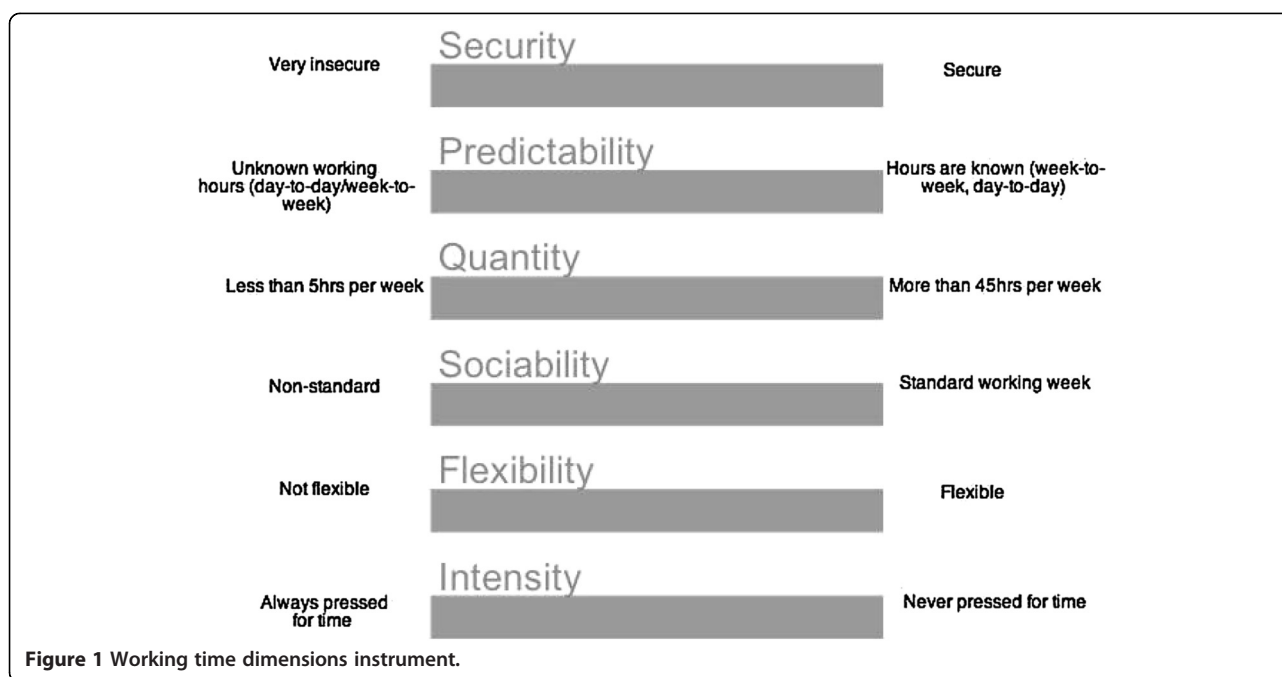 Security
Very insecure
Secure
Predictability
Unknown working
hours (day-to-day/week-to-
week)
Hours are known (week-to-
week, day-to-day)
Quantity
Less than 5hrs per week
More than 45hrs per week
Sociability
Non-standard
Standard working week
Flexibility
Not flexible
Flexible
Intensity
Always pressed
for time
Never pressed for time
Figure 1 Working time dimensions instrument.